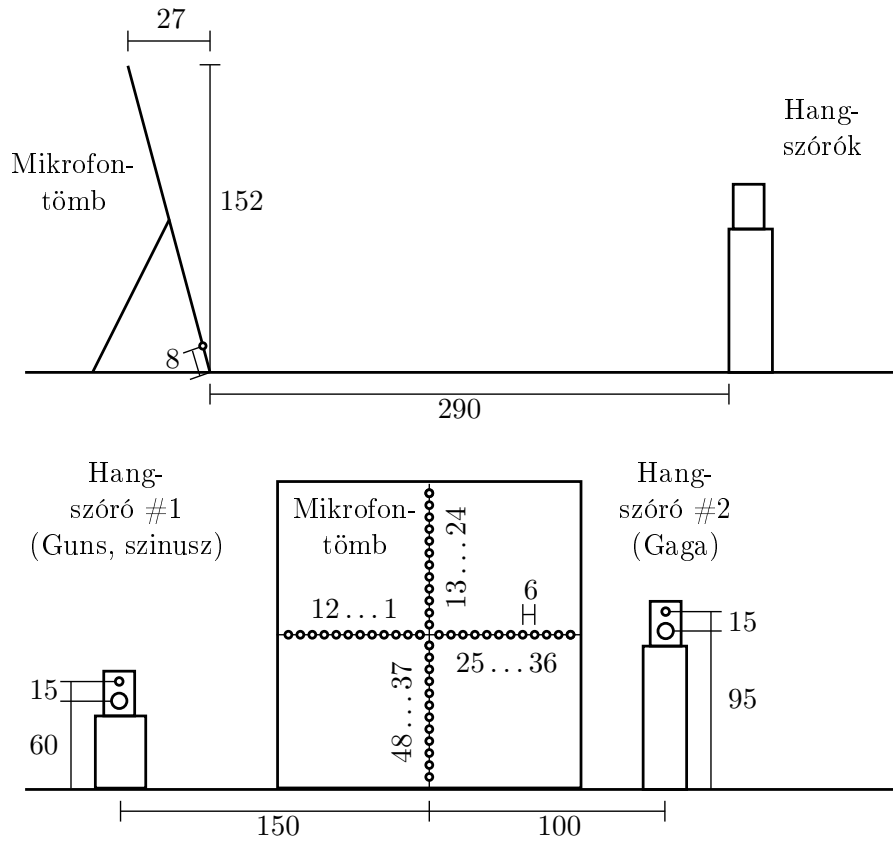 27
Hang-
szórók
Mikrofon-
tömb
152
8
290
Hang-
szóró #1
(Guns, szinusz)
Mikrofon-
tömb
13...24
Hang-
szóró #2
(Gaga)
6
12...1
25...36
48...37
15
60
15
95
150
100